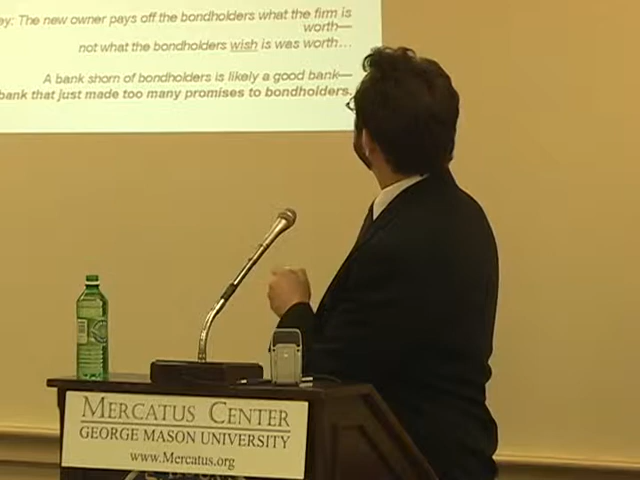 ey: The new owner pays off the bondholders what the firm is
worth—
not what the bondholders wish is was worth…
A bank shorn of bondholders is likely a good bank—
bank that just made too many promises to bondholders.
MERCATUS CENTER
GEORGE MASON UNIVERSITY
www.Mercatus.org